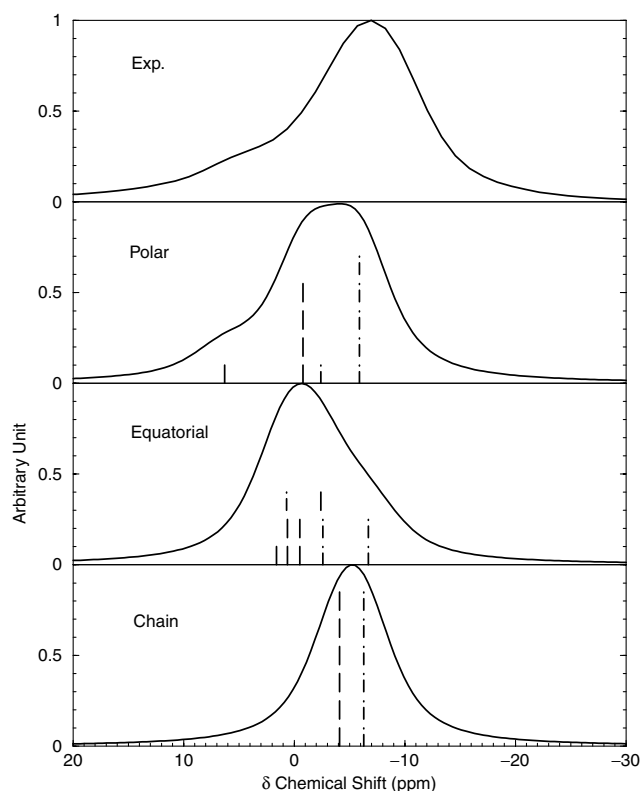 1
Exp.
0.5
0
Polar
0.5
0
Equatorial
0.5
0
Chain
0.5
0
20 10 0 −10 −20 −30
δ Chemical Shift (ppm)
Arbitrary Unit